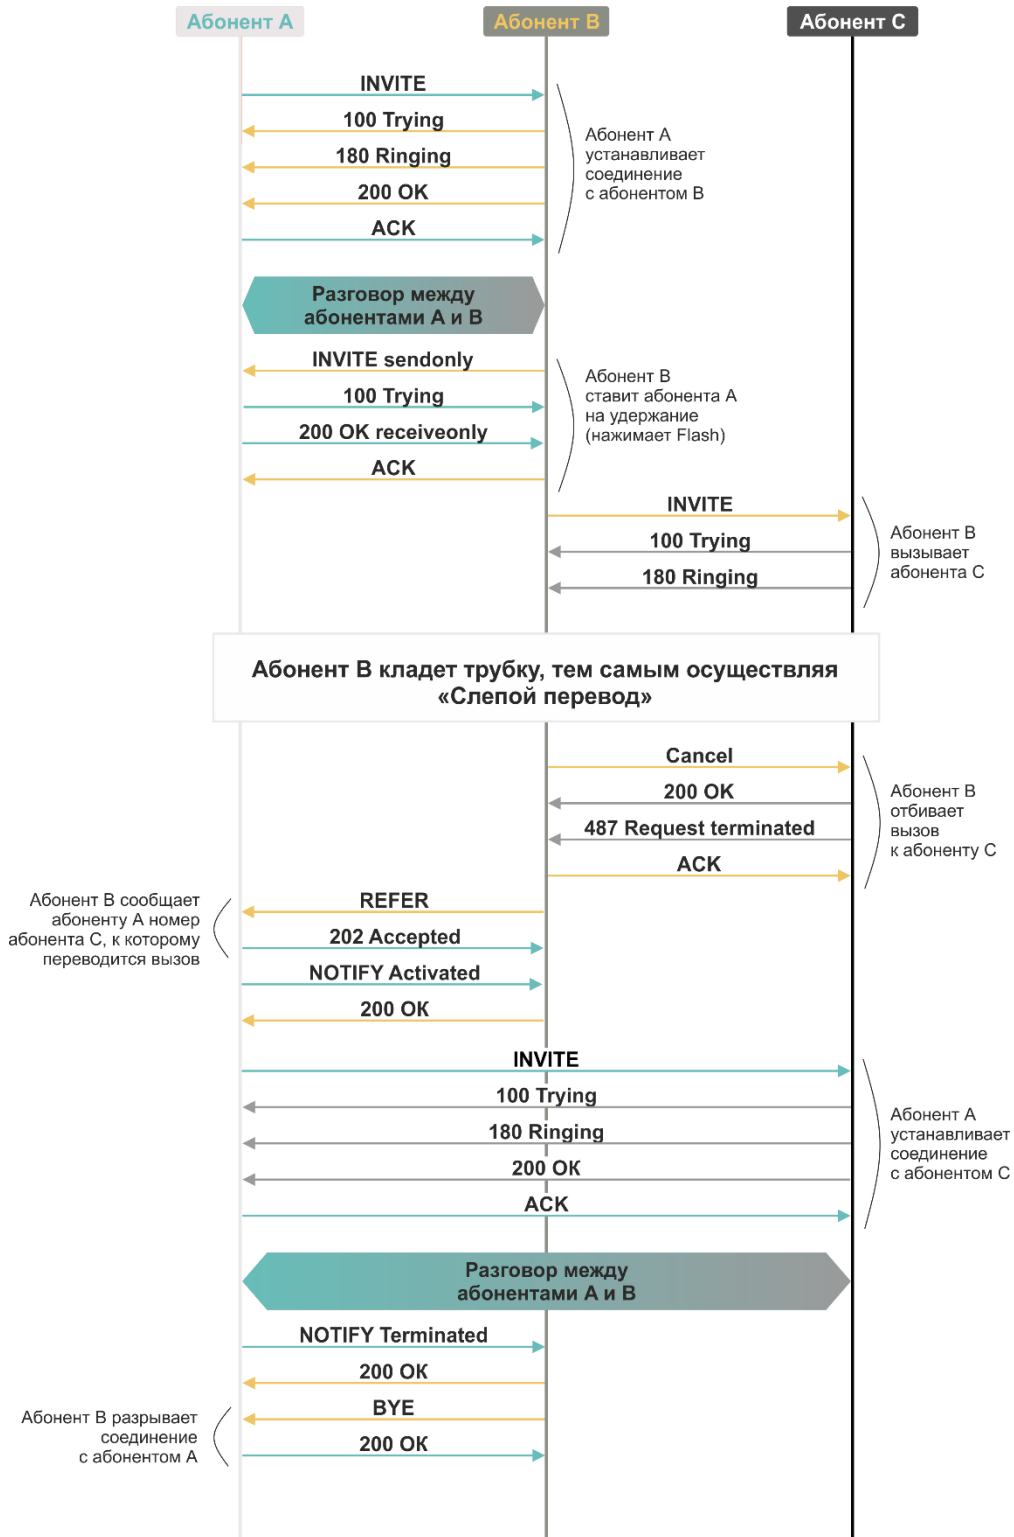 Абонент А
Абонент В
Абонент С
INVITE
100 Trying
180 Ringing
200 OK
ACK
Абонент А
устанавливает
соединение
с абонентом В
Разговор между
абонентами А и В
INVITE sendonly
100 Trying
200 OK receiveonly
ACK
Абонент В
ставит абонента А
на удержание
(нажимает Flash)
INVITE
100 Trying
180 Ringing
Абонент В
вызывает
абонента С
Абонент В кладет трубку, тем самым осуществляя
«Слепой перевод»
Cancel
200 OK
487 Request terminated
ACK
Абонент В
отбивает
вызов
к абоненту С
Абонент В сообщает
абоненту А номер
абонента С, к которому
переводится вызов
REFER
202 Accepted
NOTIFY Activated
200 OK
INVITE
100 Trying
180 Ringing
200 OK
ACK
Абонент А
устанавливает
соединение
с абонентом С
Разговор между
абонентами А и В
NOTIFY Terminated
200 OK
BYE
200 OK
Абонент В разрывает
соединение
с абонентом А